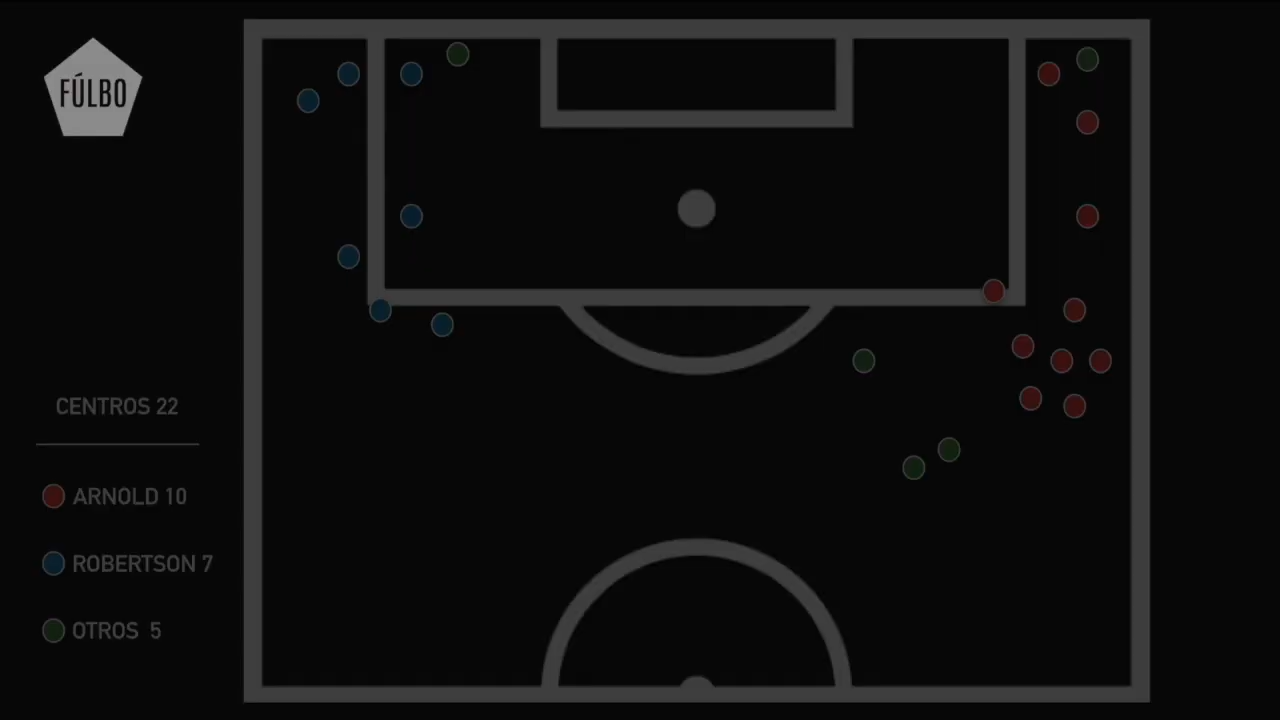 FÚLBO
CENTROS 22
ARNOLD 10
ROBERTSON 7
OTROS 5